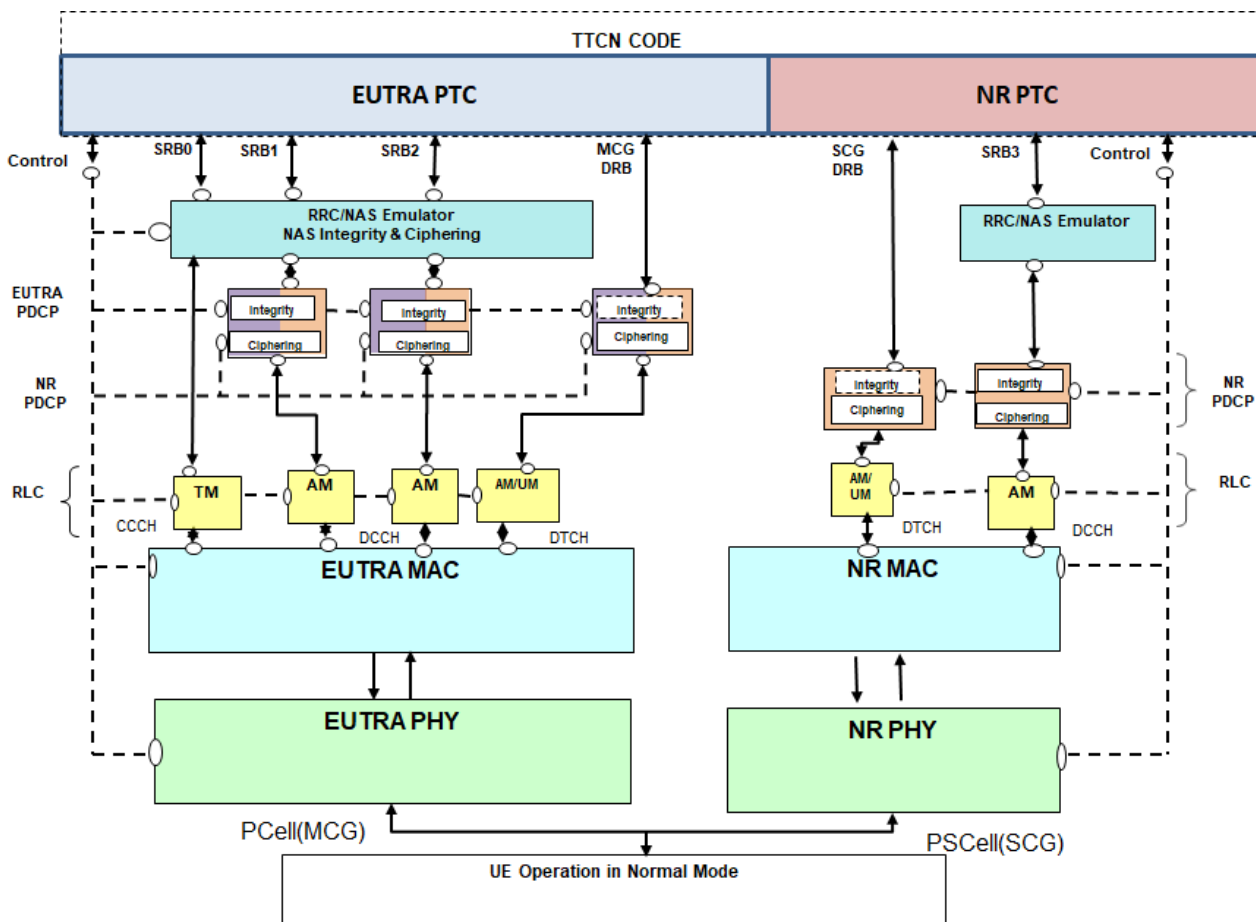 TTCN CODE
EUTRA PTC
NR PTC
Control
SRB0
SRB1
SRB2
MCG
DRB
SCG
DRB
SRB3
Control
RRC/NAS Emulator
NAS Integrity & Ciphering
RRC/NAS Emulator
EUTRA
PDCP
Integrity
Ciphering
Integrity
Ciphering
Integrity
Ciphering
NR
PDCP
Integrity
Ciphering
Integrity
Ciphering
NR
PDCP
RLC
TM
AM
AM
AM/UM
AM/
UM
AM
RLC
CCCH
DCCH
DTCH
DTCH
DCCH
EUTRA MAC
NR MAC
EUTRA PHY
NR PHY
PCell(MCG)
PSCell(SCG)
UE Operation in Normal Mode